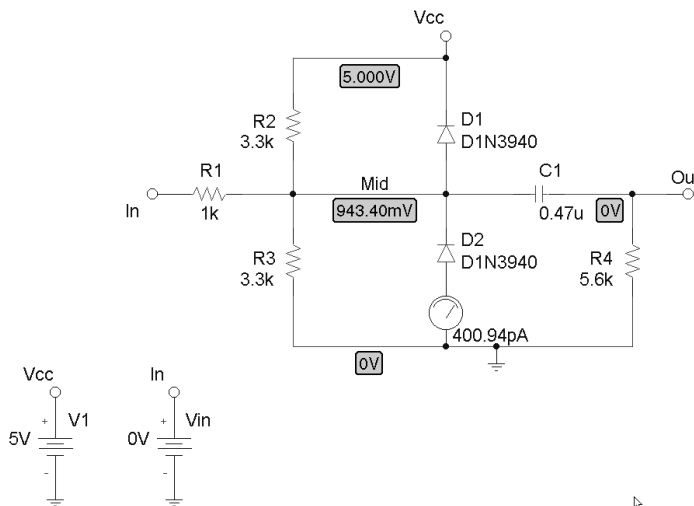 Vcc
5.000V
R2
3.3k
D1
D1N3940
R1
1k
In
Mid
943.40mV
C1
0.47u
Ou
0V
R3
3.3k
D2
D1N3940
R4
5.6k
400.94pA
0V
Vcc
In
+
V1
5V
-
+
Vin
0V
-